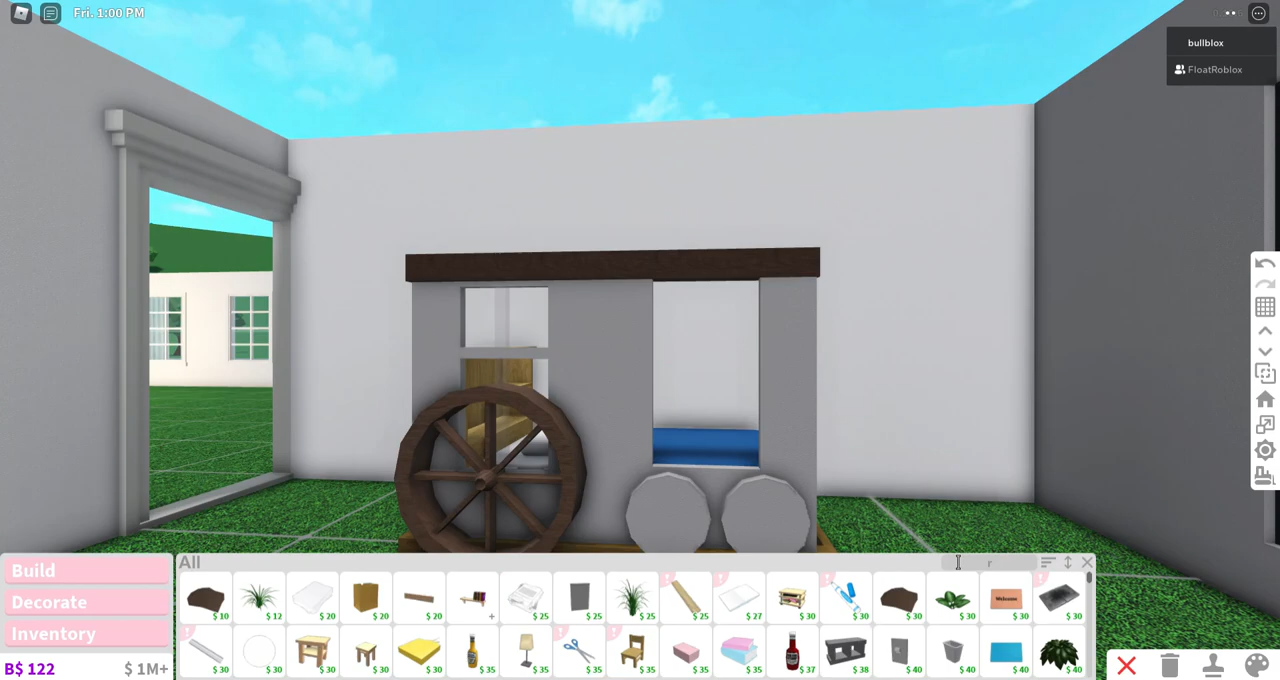 Fri. 1:00 PM
bullblox
FloatRoblox
Build
Decorate
Inventory
B$ 122 $ 1M+
All
r
$ 10 $ 12 $ 20 $ 20 $ 20 + $ 25 $ 25 $ 25 $ 25 $ 27 $ 30 $ 30 $ 30 $ 30 $ 30 $ 30
Welcome
$ 30 $ 30 $ 30 $ 30 $ 30 $ 35 $ 35 $ 35 $ 35 $ 35 $ 35 $ 37 $ 38 $ 40 $ 40 $ 40 $ 40